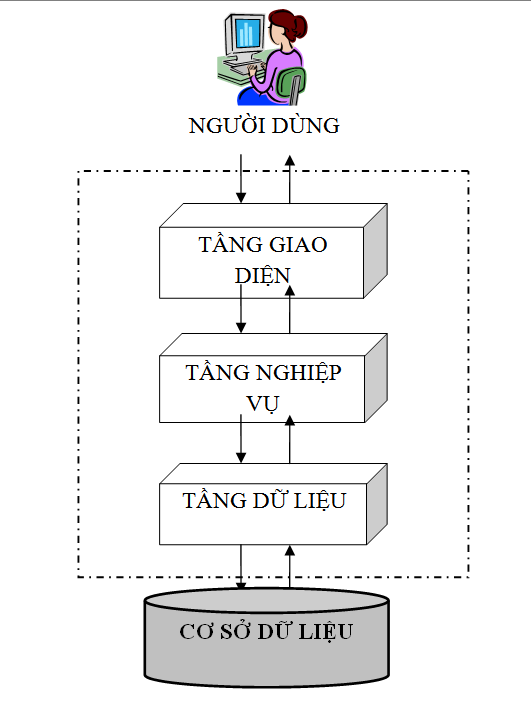 NGƯỜI DÙNG
TẦNG GIAO
DIỆN
TẦNG NGHIỆP
VỤ
TẦNG DỮ LIỆU
CƠ SỞ DỮ LIỆU